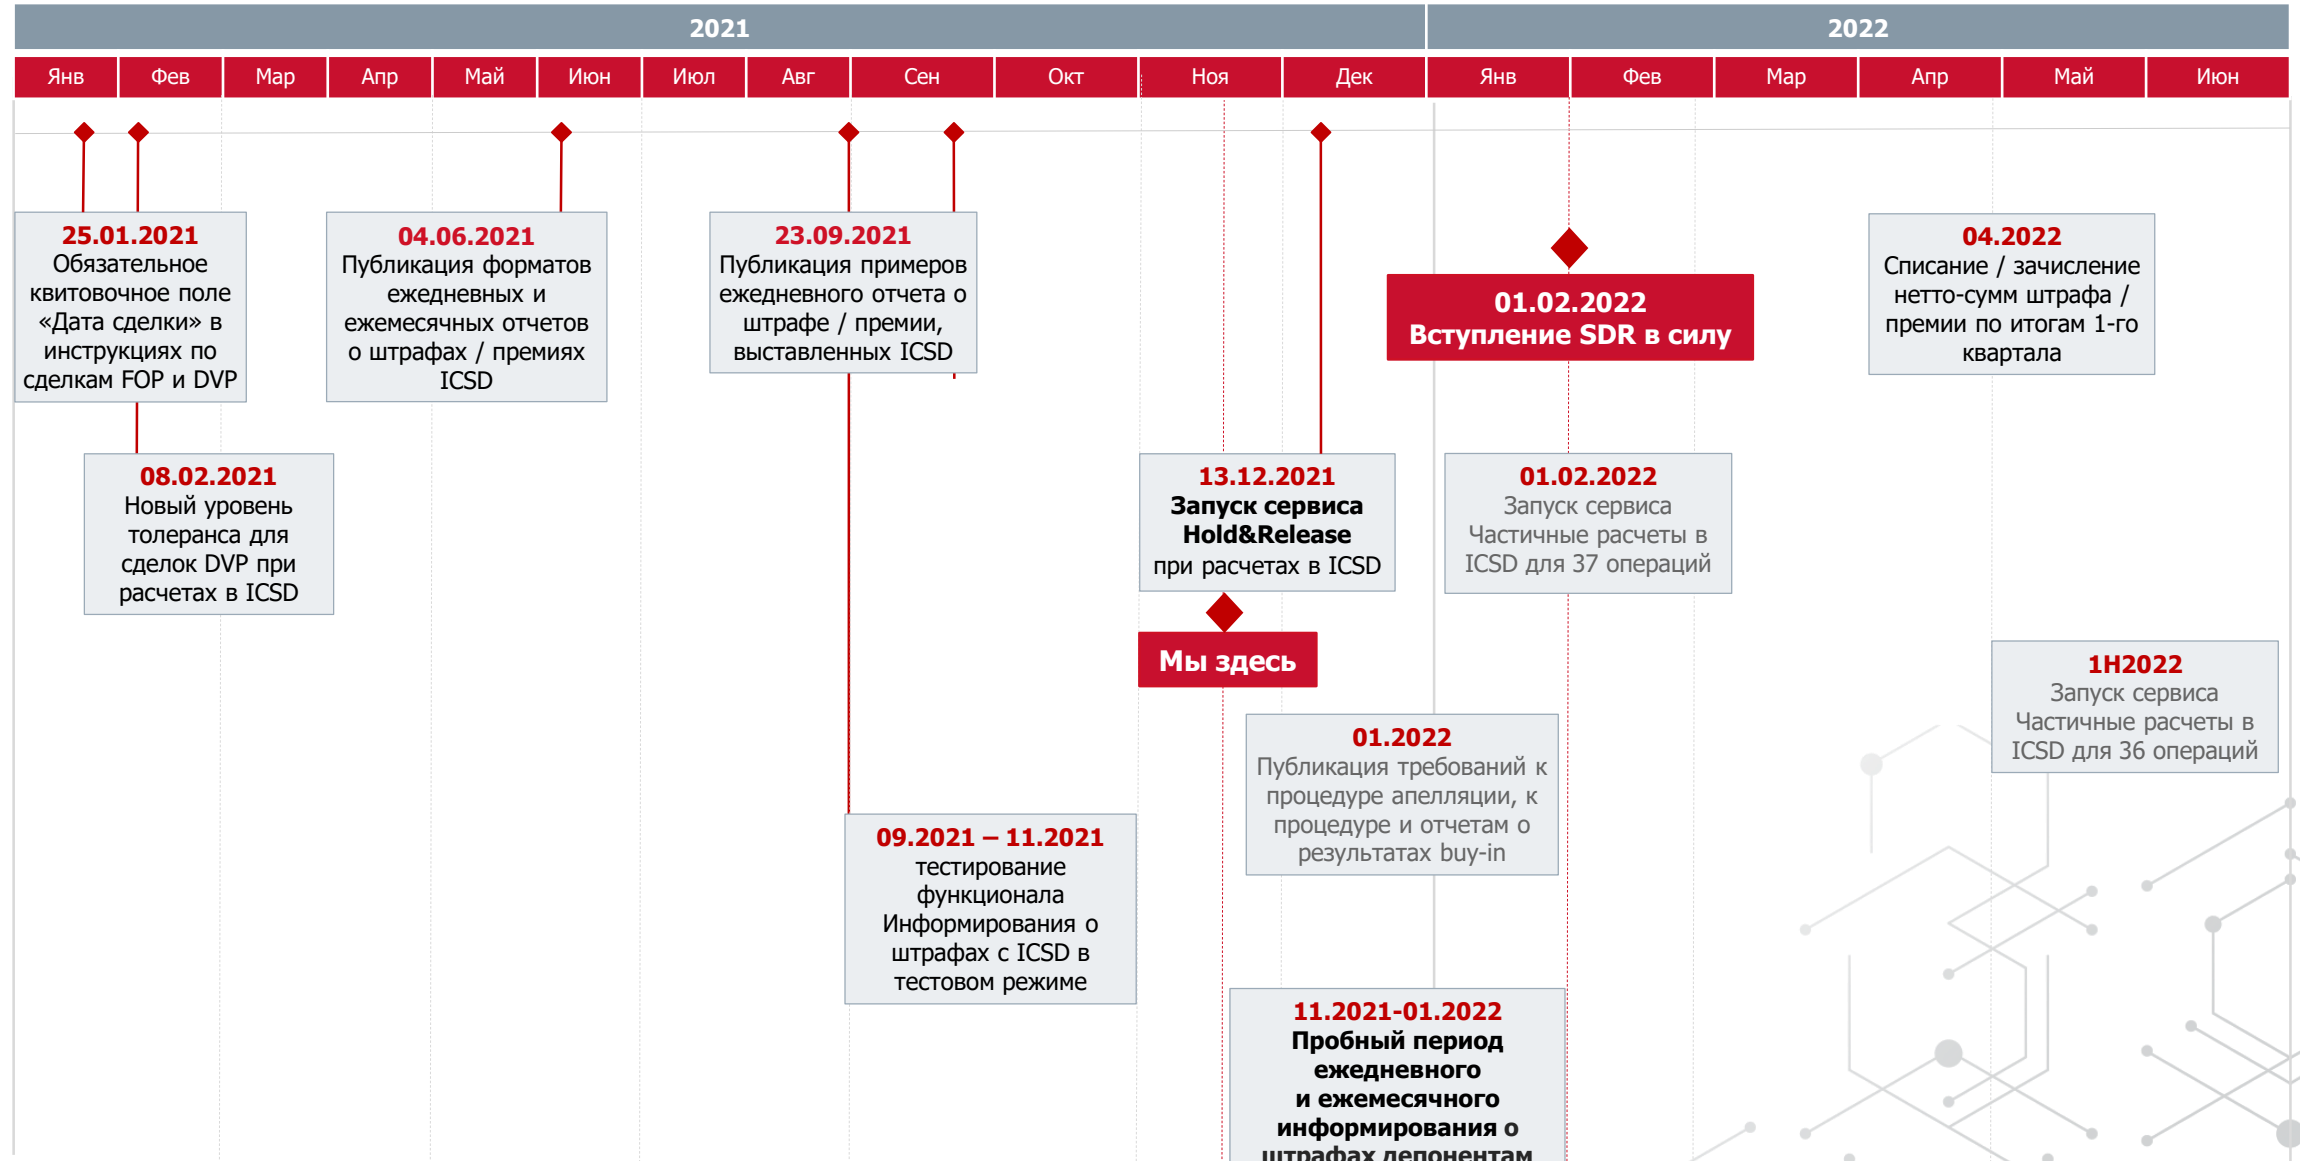 2021
2022
Янв
Фев
Мар
Апр
Май
Июн
Июл
Авг
Сен
Окт
Ноя
Дек
Янв
Фев
Мар
Апр
Май
Июн
25.01.2021
Обязательное
квитовочное поле
«Дата сделки» в
инструкциях по
сделкам FOP и DVP
04.06.2021
Публикация форматов
ежедневных и
ежемесячных отчетов
о штрафах / премиях
ICSD
23.09.2021
Публикация примеров
ежедневного отчета о
штрафе / премии,
выставленных ICSD
01.02.2022
Вступление SDR в силу
04.2022
Списание / зачисление
нетто-сумм штрафа /
премии по итогам 1-го
квартала
08.02.2021
Новый уровень
толеранса для
сделок DVP при
расчетах в ICSD
13.12.2021
Запуск сервиса
Hold&Release
при расчетах в ICSD
01.02.2022
Запуск сервиса
Частичные расчеты в
ICSD для 37 операций
Мы здесь
1H2022
Запуск сервиса
Частичные расчеты в
ICSD для 36 операций
01.2022
Публикация требований к
процедуре апелляции, к
процедуре и отчетам о
результатах buy-in
09.2021 – 11.2021
тестирование
функционала
Информирования о
штрафах с ICSD в
тестовом режиме
11.2021-01.2022
Пробный период
ежедневного
и ежемесячного
информирования о
штрафах депонентам